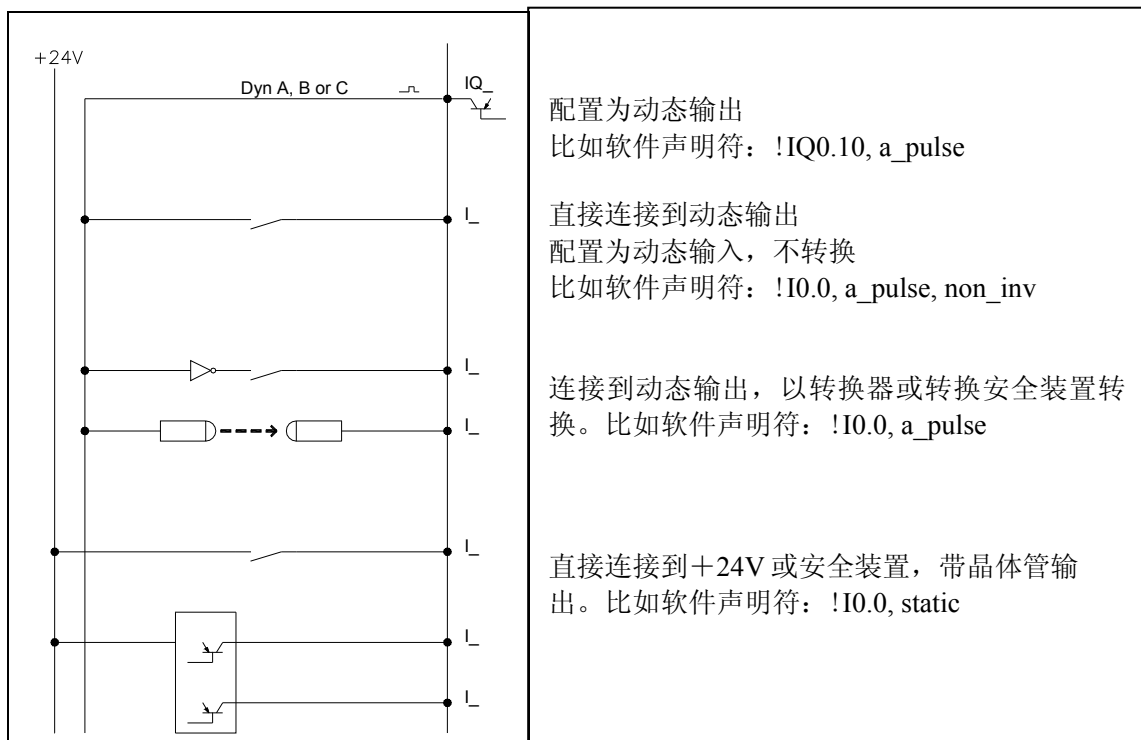 +24V
Dyn A, B or C
IQ_
I_
I_
I_
I_
I_
I_
配置为动态输出
比如软件声明符：!IQ0.10, a_pulse
直接连接到动态输出
配置为动态输入，不转换
比如软件声明符：!I0.0, a_pulse, non_inv
连接到动态输出，以转换器或转换安全装置转
换。比如软件声明符：!I0.0, a_pulse
直接连接到＋24V 或安全装置，带晶体管输
出。比如软件声明符：!I0.0, static